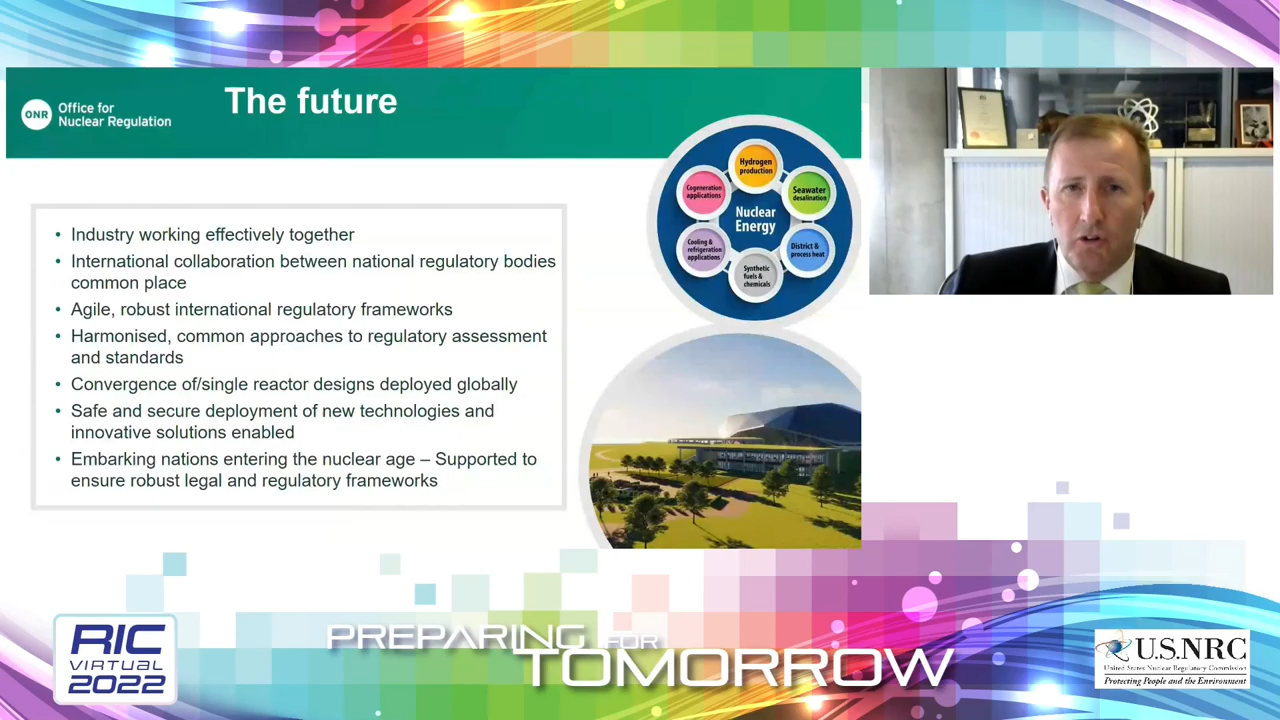 The future
ONR
Office for
Nuclear Regulation
• Industry working effectively together
• International collaboration between national regulatory bodies
common place
• Agile, robust international regulatory frameworks
• Harmonised, common approaches to regulatory assessment
and standards
• Convergence of/single reactor designs deployed globally
• Safe and secure deployment of new technologies and
innovative solutions enabled
• Embarking nations entering the nuclear age – Supported to
ensure robust legal and regulatory frameworks
Hydrogen
production
Cogeneration
applications
Seawater
desalination
Nuclear
Energy
Cooling &
refrigeration
applications
District &
process heat
Synthetic
fuels &
chemicals
RIC
VIRTUAL
2022
PREPARING FOR
TOMORROW
U.S.NRC
United States Nuclear Regulatory Commission
Protecting People and the Environment